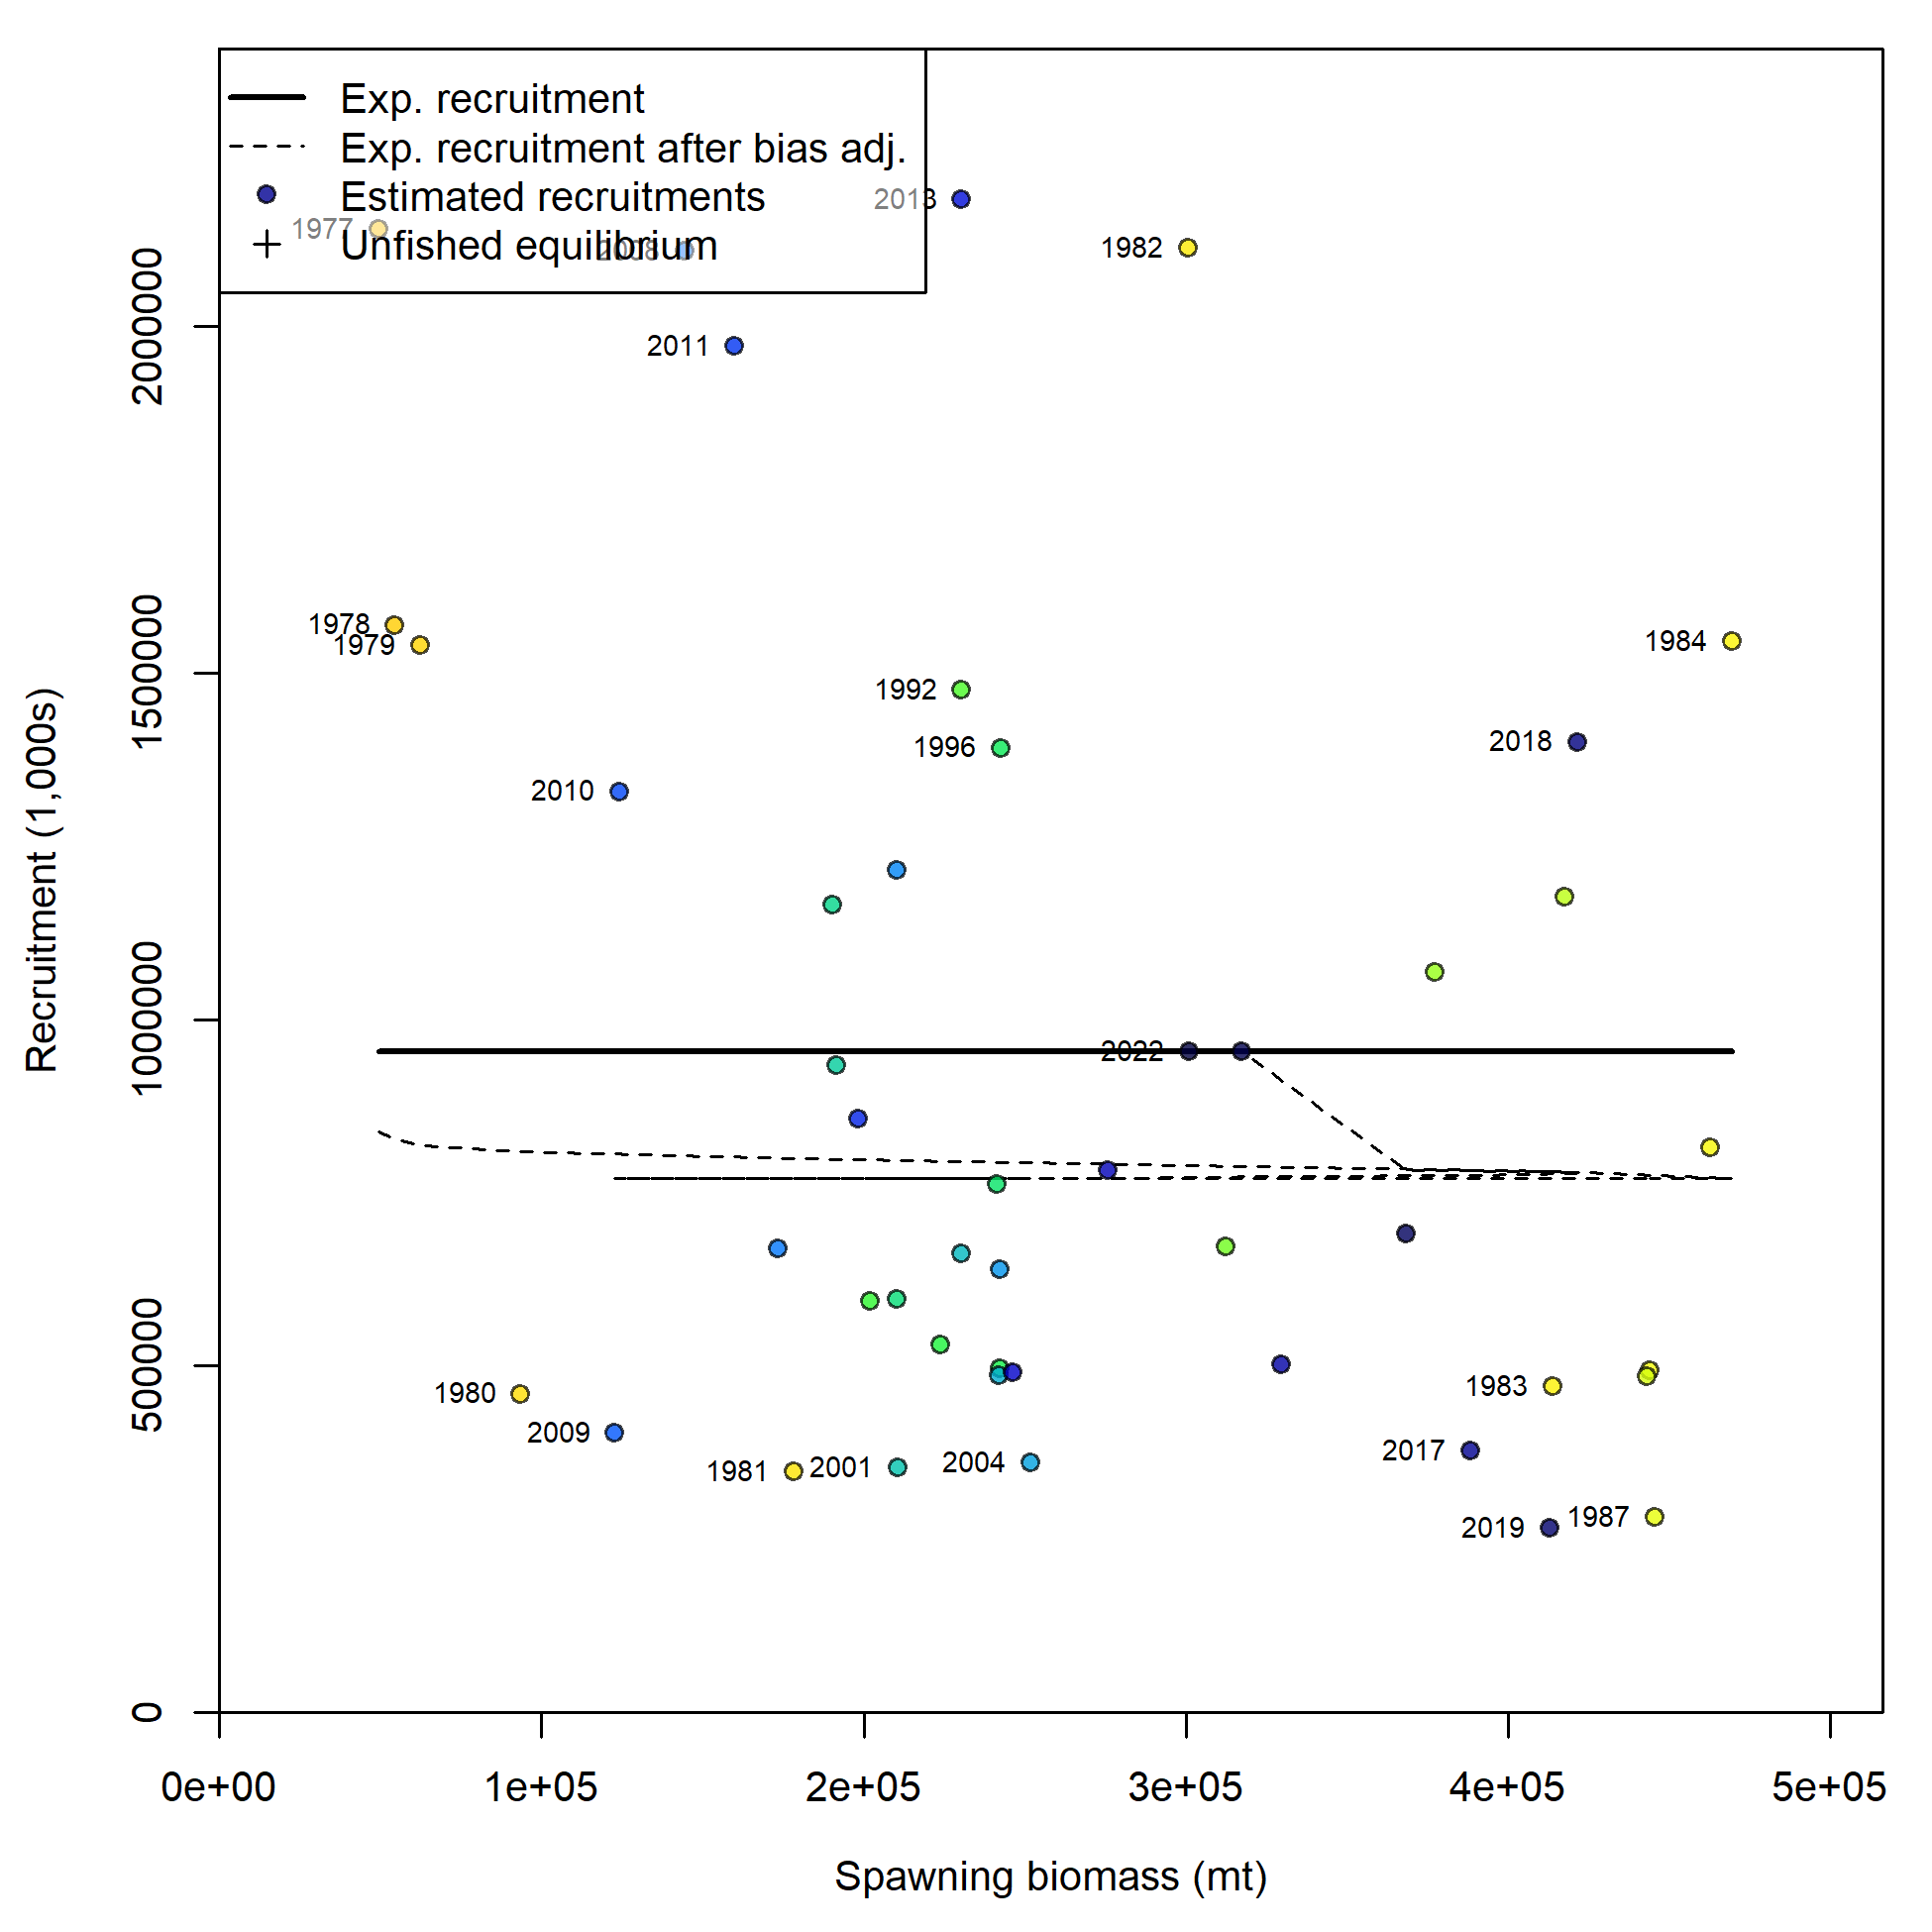 Exp. recruitment
Exp. recruitment after bias adj.
Estimated recruitments
Unfished equilibrium
2013
1977
2008
1982
2011
1978
1979
1984
1992
1996
2018
2010
2022
1980
1983
2009
2017
1981
2001
2004
1987
2019
Recruitment (1,000s)
2000000
1500000
1000000
500000
0
0e+00
1e+05
2e+05
3e+05
4e+05
5e+05
Spawning biomass (mt)